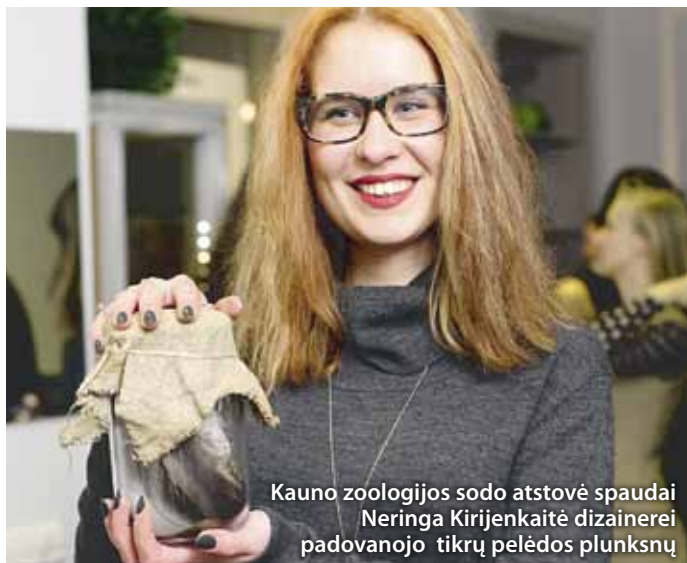 Kauno zoologijos sodo atstovė spaudai
Neringa Kirijenkaitė dizainerei
padovanojo tikrų pelėdos plunksnų